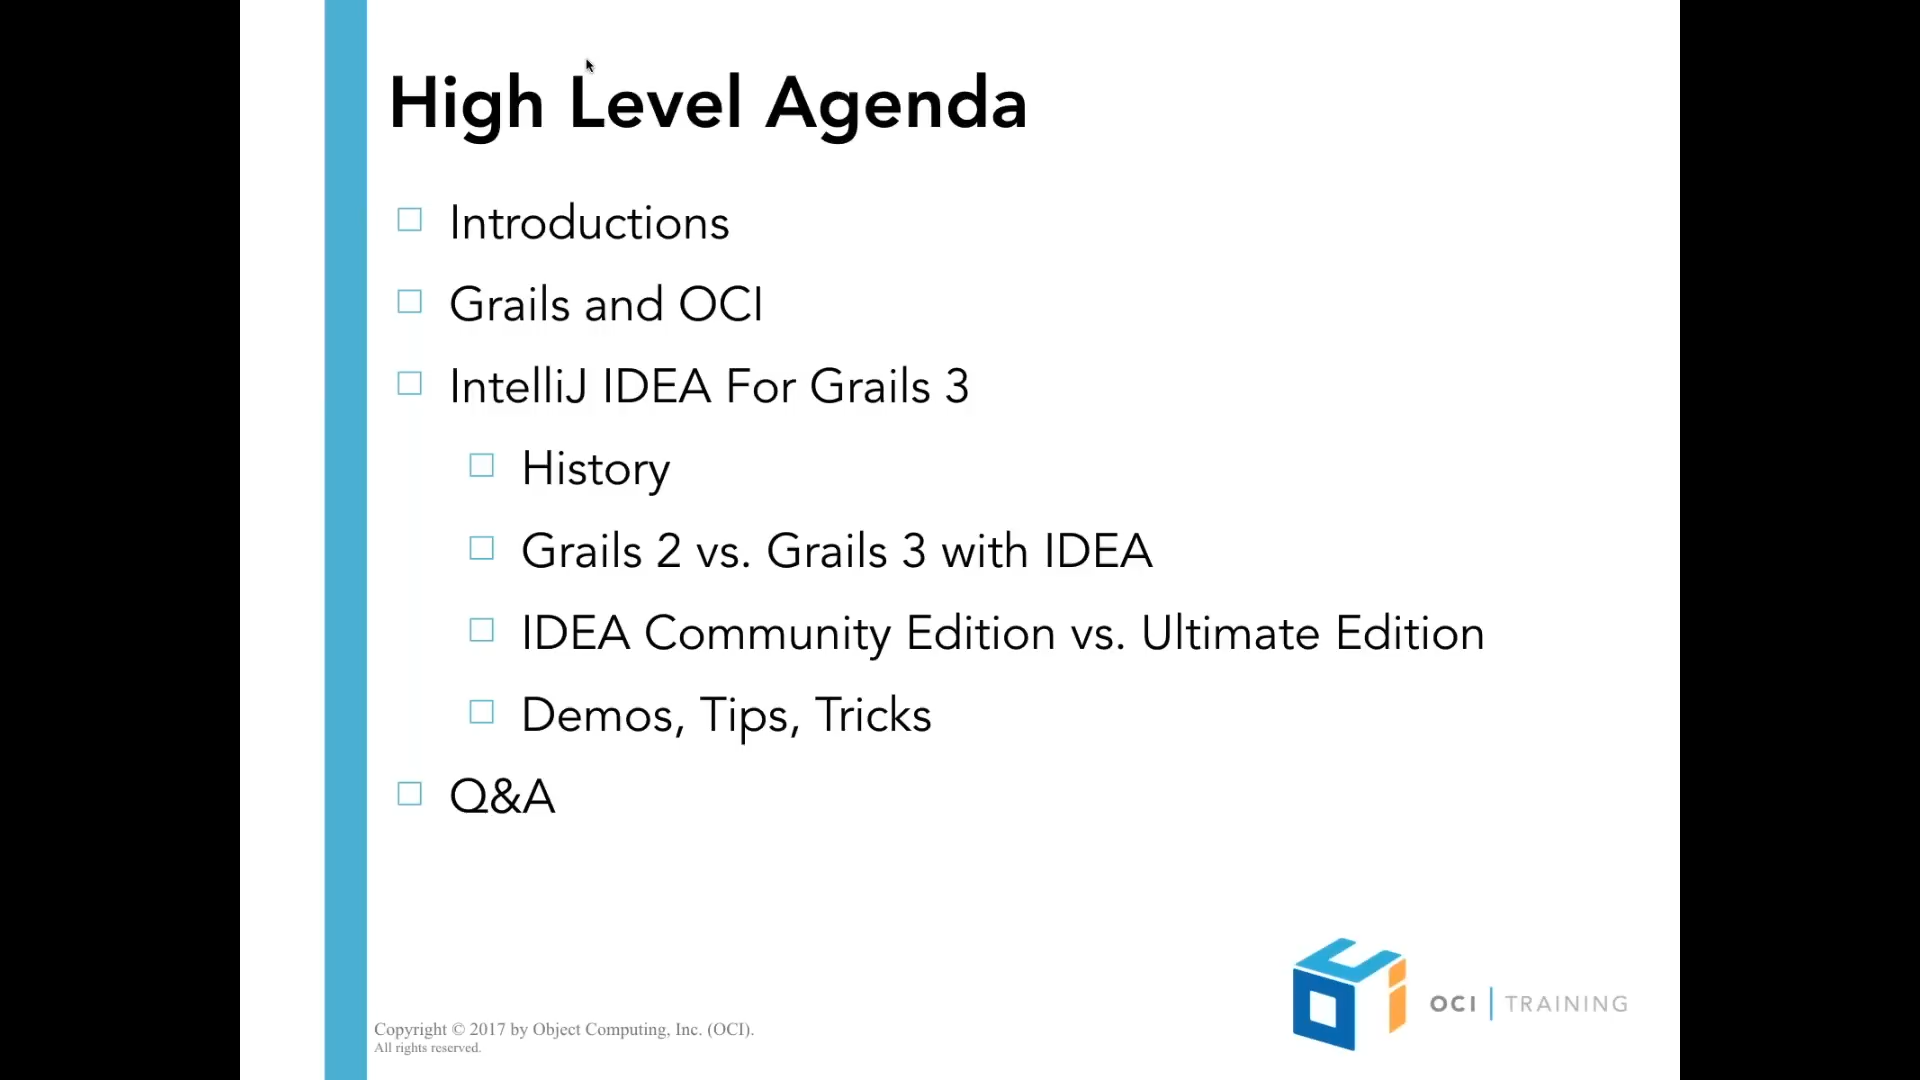 High Level Agenda
Introductions
Grails and OCI
IntelliJ IDEA For Grails 3
History
Grails 2 vs. Grails 3 with IDEA
IDEA Community Edition vs. Ultimate Edition
Demos, Tips, Tricks
Q&A
Copyright © 2017 by Object Computing, Inc. (OCI).
All rights reserved.
OCI | TRAINING